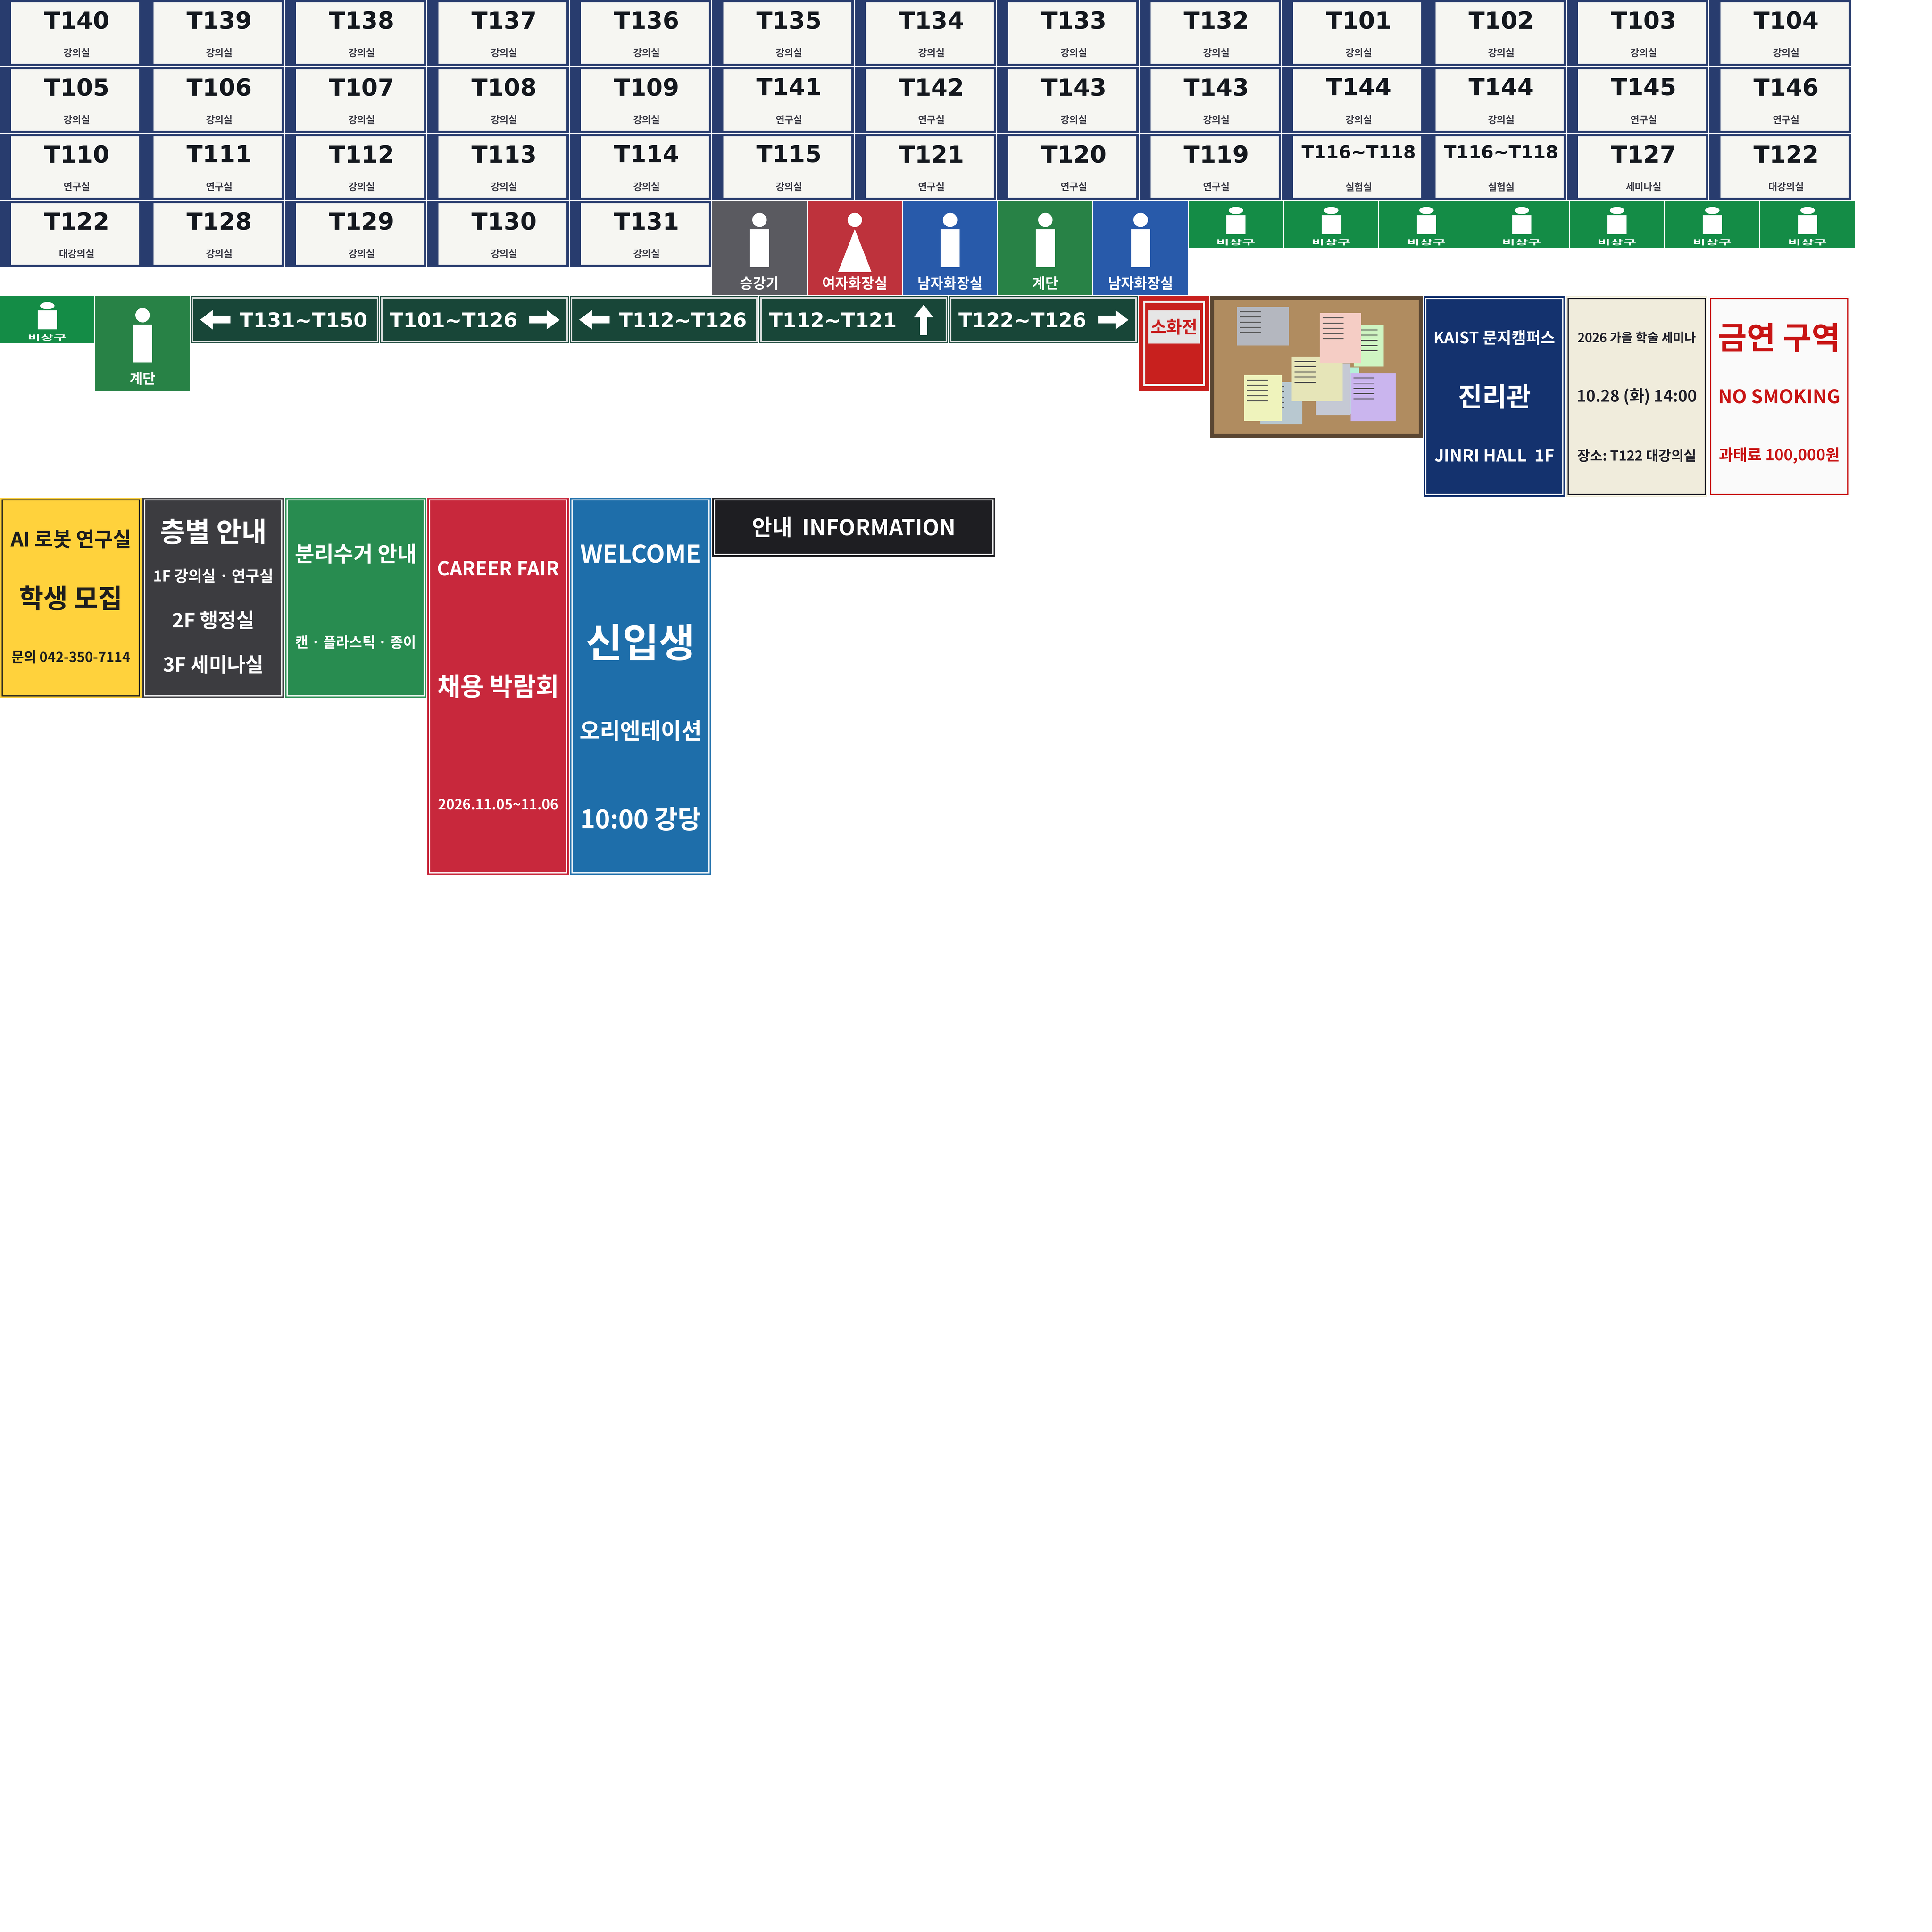 T140 T139 T138 T137 T136 T135 T134 T133 T132 T101 T102 T103 T104
강의실 강의실 강의실 강의실 강의실 강의실 강의실 강의실 강의실 강의실 강의실 강의실 강의실
T105 T106 T107 T108 T109 T141 T142 T143 T143 T144 T144 T145 T146
강의실 강의실 강의실 강의실 강의실 연구실 연구실 강의실 강의실 강의실 강의실 연구실 연구실
T110 T111 T112 T113 T114 T115 T121 T120 T119 T116~T118 T116~T118 T127 T122
연구실 연구실 강의실 강의실 강의실 강의실 연구실 연구실 연구실 실험실 실험실 세미나실 대강의실
T122 T128 T129 T130 T131
대강의실 강의실 강의실 강의실 강의실
승강기 여자화장실 남자화장실 계단 남자화장실
비상구 비상구 비상구 비상구 비상구 비상구 비상구
비상구
계단
T131~T150
T101~T126
T112~T126
T112~T121
T122~T126
소화전
KAIST 문지캠퍼스
진리관
JINRI HALL 1F
2026 가을 학술 세미나
10.28 (화) 14:00
장소: T122 대강의실
금연 구역
NO SMOKING
과태료 100,000원
AI 로봇 연구실
학생 모집
문의 042-350-7114
층별 안내
1F 강의실 · 연구실
2F 행정실
3F 세미나실
분리수거 안내
캔 · 플라스틱 · 종이
CAREER FAIR
채용 박람회
2026.11.05~11.06
WELCOME
신입생
오리엔테이션
10:00 강당
안내 INFORMATION